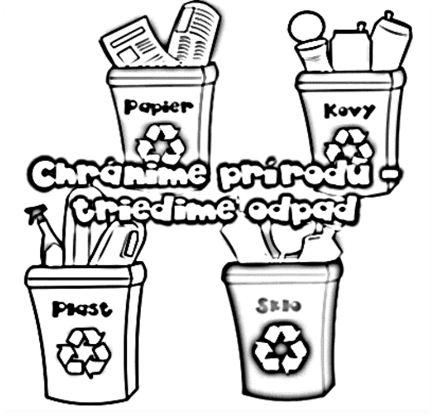 Papier
Kovy
Chránime prírodu -
triedime odpad
Plast
Sklo